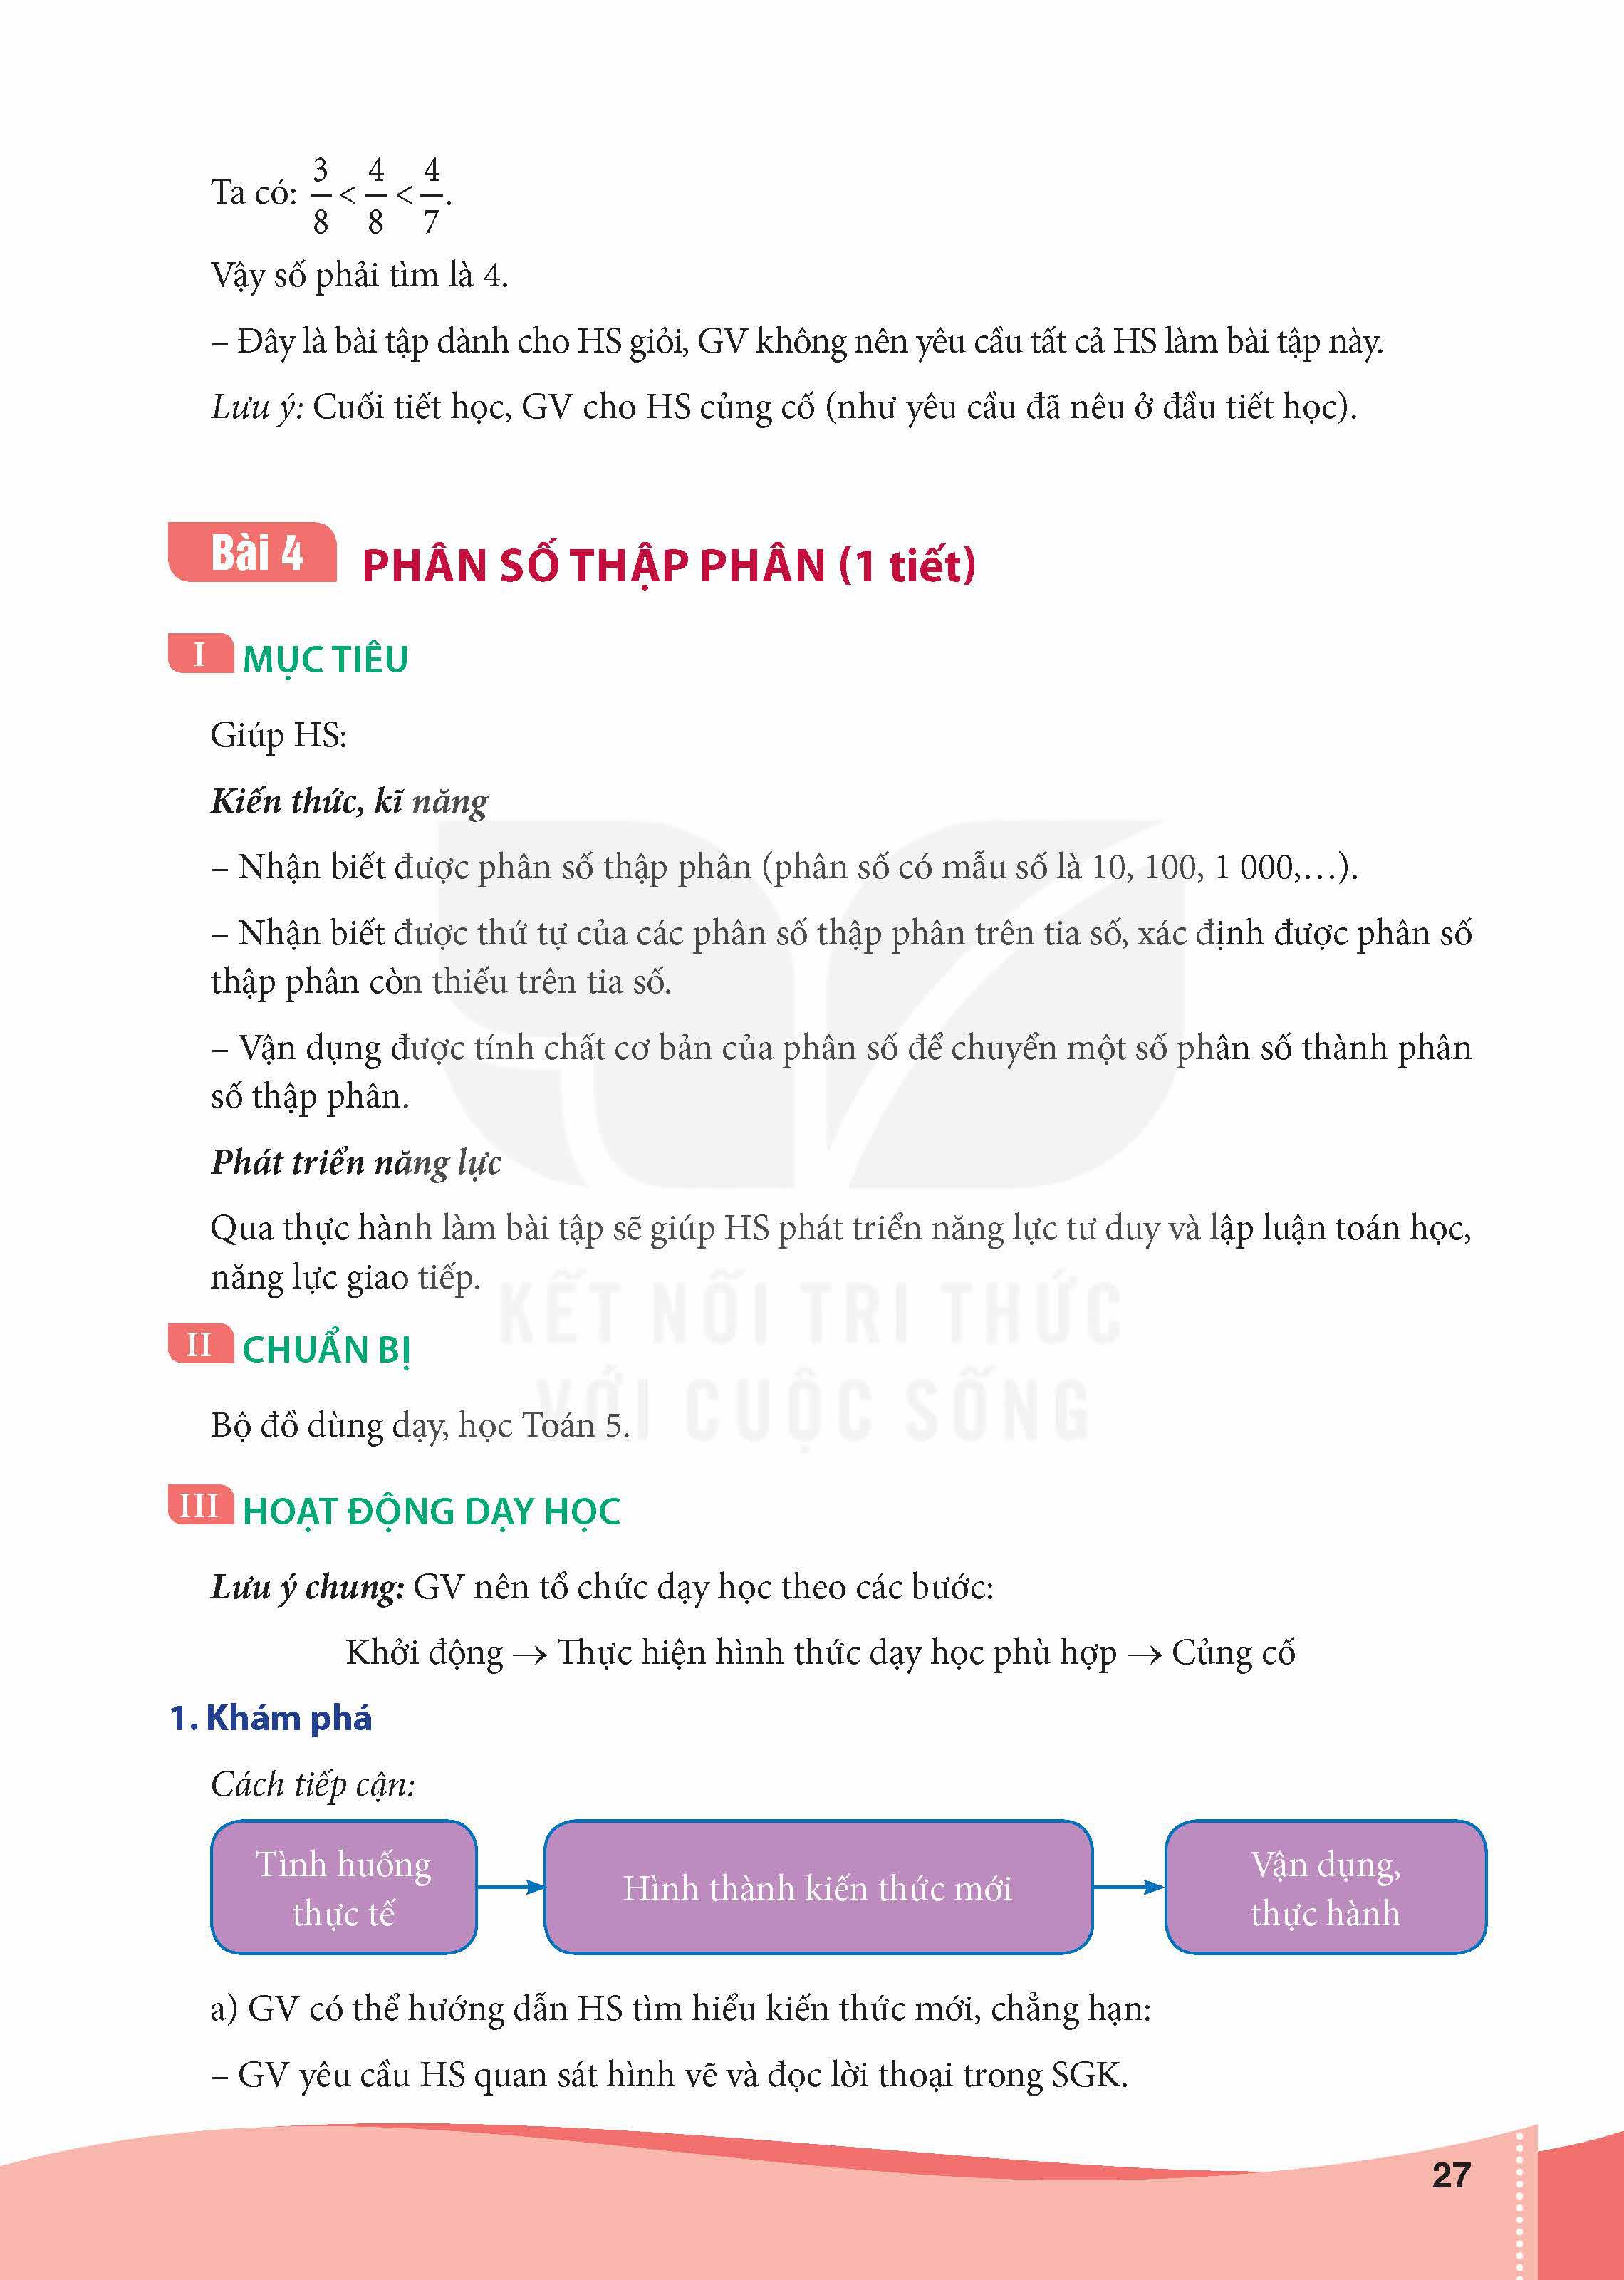 Ta có: 3/8 < 4/8 < 4/7.
Vậy số phải tìm là 4.
– Đây là bài tập dành cho HS giỏi, GV không nên yêu cầu tất cả HS làm bài tập này.
Lưu ý: Cuối tiết học, GV cho HS củng cố (như yêu cầu đã nêu ở đầu tiết học).
Bài 4 PHÂN SỐ THẬP PHÂN (1 tiết)
I MỤC TIÊU
Giúp HS:
Kiến thức, kĩ năng
– Nhận biết được phân số thập phân (phân số có mẫu số là 10, 100, 1 000,…).
– Nhận biết được thứ tự của các phân số thập phân trên tia số, xác định được phân số
thập phân còn thiếu trên tia số.
– Vận dụng được tính chất cơ bản của phân số để chuyển một số phân số thành phân
số thập phân.
Phát triển năng lực
Qua thực hành làm bài tập sẽ giúp HS phát triển năng lực tư duy và lập luận toán học,
năng lực giao tiếp.
KẾT NỐI TRI THỨC
II CHUẨN BỊ
VỚI CUỘC SỐNG
Bộ đồ dùng dạy, học Toán 5.
III HOẠT ĐỘNG DẠY HỌC
Lưu ý chung: GV nên tổ chức dạy học theo các bước:
Khởi động → Thực hiện hình thức dạy học phù hợp → Củng cố
1. Khám phá
Cách tiếp cận:
Tình huống
thực tế
Hình thành kiến thức mới
Vận dụng,
thực hành
a) GV có thể hướng dẫn HS tìm hiểu kiến thức mới, chẳng hạn:
– GV yêu cầu HS quan sát hình vẽ và đọc lời thoại trong SGK.
27